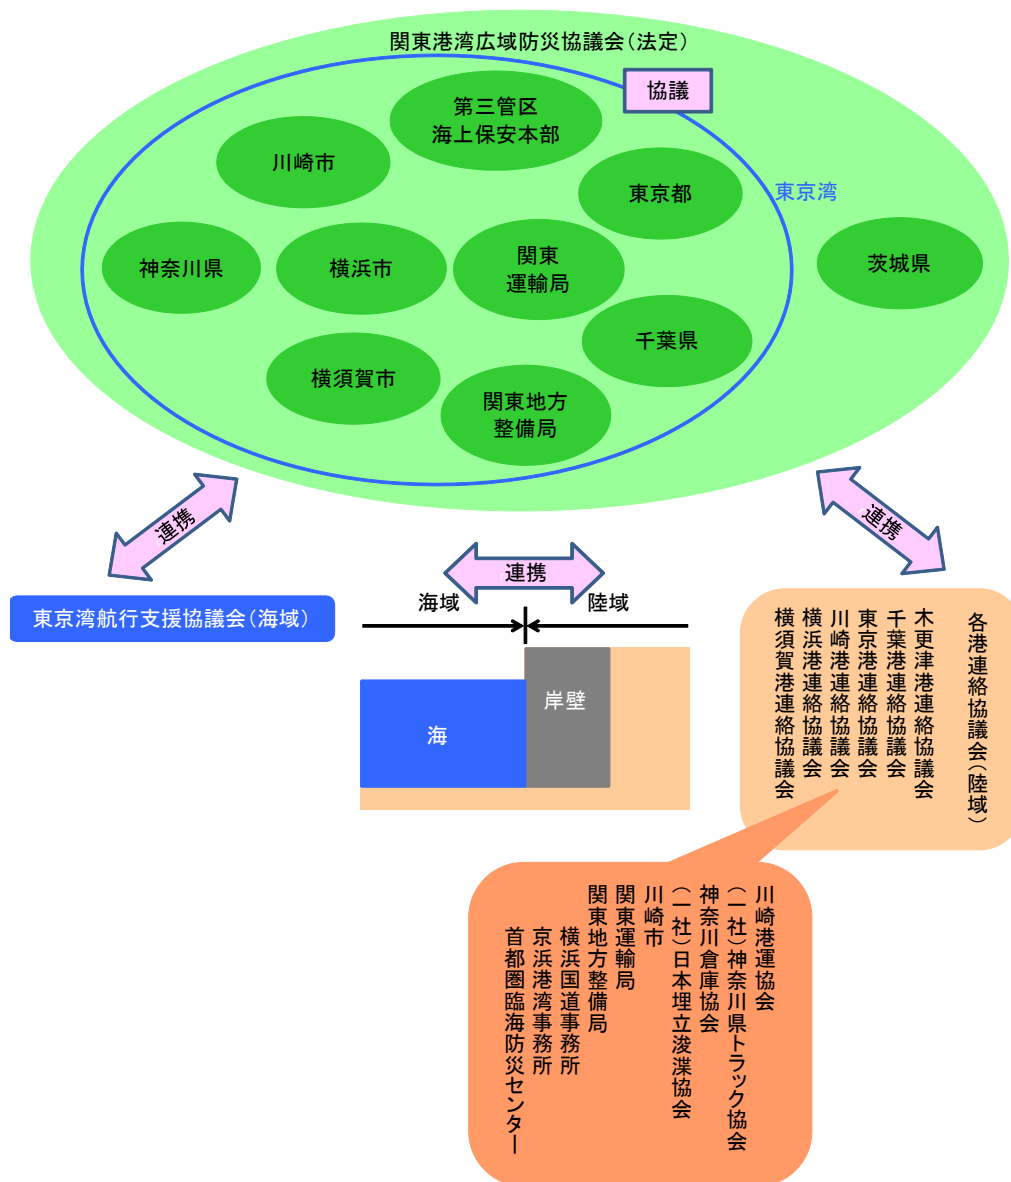 関東港湾広域防災協議会（法定）
協議
第三管区
海上保安本部
川崎市
東京都
東京湾
神奈川県
横浜市
関東
運輸局
茨城県
千葉県
横須賀市
関東地方
整備局
連携
連携
連携
海域
陸域
東京湾航行支援協議会（海域）
岸壁
海
各港連絡協議会（陸域）
木更津港連絡協議会
千葉港連絡協議会
東京港連絡協議会
川崎港連絡協議会
横浜港連絡協議会
横須賀港連絡協議会
川崎港運協会
（一社）神奈川県トラック協会
神奈川倉庫協会
（一社）日本埋立浚渫協会
川崎市
関東運輸局
関東地方整備局
横浜国道事務所
京浜港湾事務所
首都圏臨海防災センター